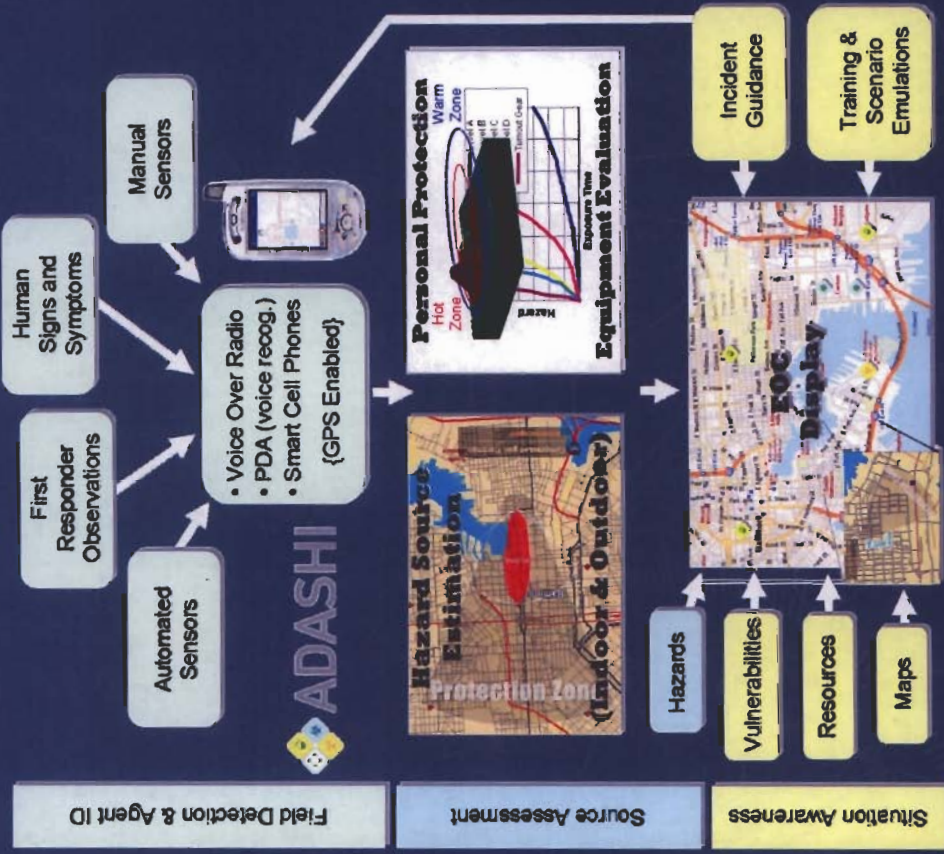 Field Detection & Agent ID
Source Assessment
Situation Awareness
Automated
Sensors
First
Responder
Observations
Human
Signs and
Symptoms
Manual
Sensors
• Voice Over Radio
• PDA (voice recog.)
• Smart Cell Phones
{GPS Enabled}
ADASHI
Hazard Source
Estimation
Protection Zone
(Indoor & Outdoor)
Personal Protection
Hot
Zone
Warm
Zone
Turnout Gear
Hazard
Exposure Time
Equipment Evaluation
Hazards
Vulnerabilities
Resources
Maps
EOC
Display
Incident
Guidance
Training &
Scenario
Emulations